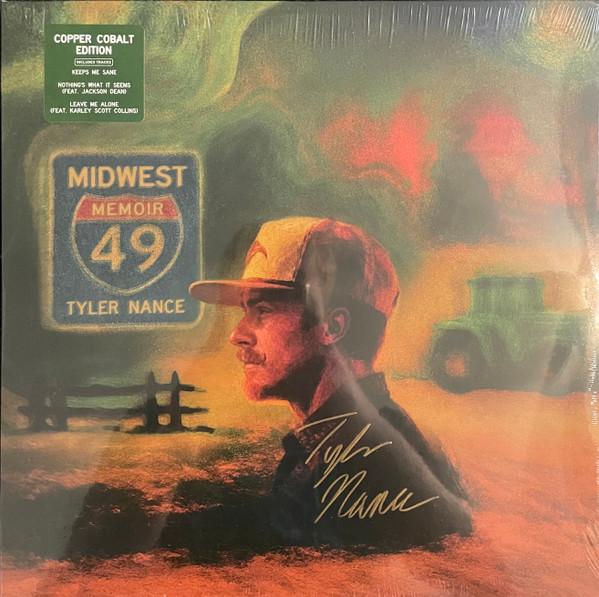 COPPER COBALT
EDITION
INCLUDES TRACKS
KEEPS ME SANE
NOTHING'S WHAT IT SEEMS
(FEAT. JACKSON DEAN)
LEAVE ME ALONE
(FEAT. KARLEY SCOTT COLLINS)
MIDWEST
MEMOIR
49
TYLER NANCE
Tyler
Nance